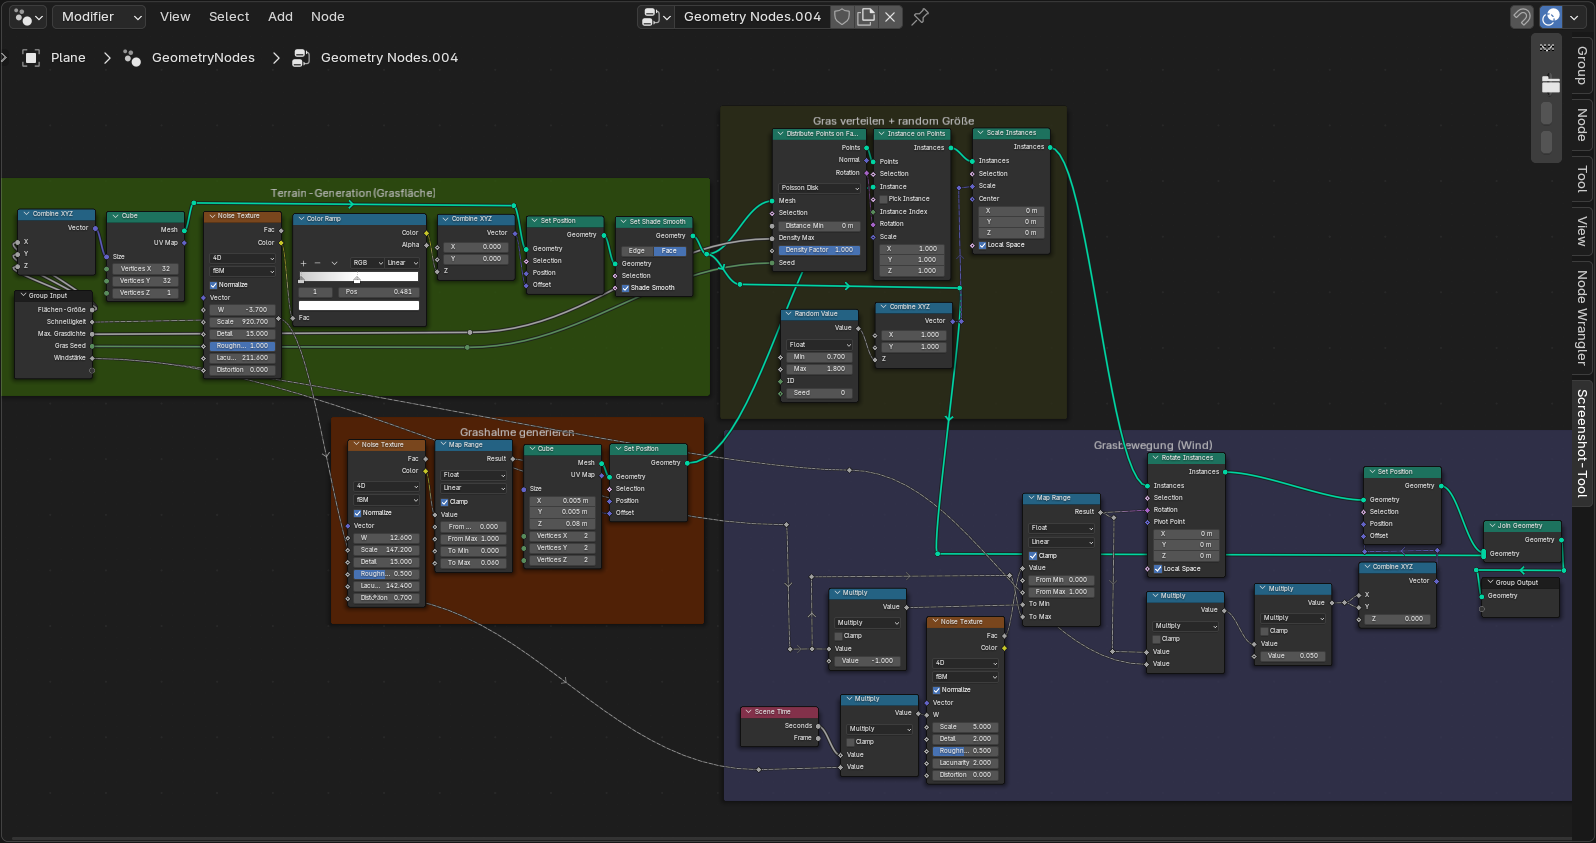 Modifier View Select Add Node Geometry Nodes.004
Plane GeometryNodes Geometry Nodes.004
Group
Node
Tool
View
Node Wrangler
Screenshot-Tool
Terrain-Generation(Grasfläche)
Combine XYZ
Vector
X
Y
Z
Group Input
Flächen-Größe
Schnelligkeit
Max. Grasdichte
Gras Seed
Windstärke
Cube
Mesh
UV Map
Size
Vertices X 32
Vertices Y 32
Vertices Z 1
Noise Texture
Fac
Color
4D
fBM
Normalize
Vector
W -3.700
Scale 920.700
Detail 15.000
Roughn... 1.000
Lacu... 211.600
Distortion 0.000
Color Ramp
Color
Alpha
RGB Linear
1 Pos 0.481
Fac
Combine XYZ
Vector
X 0.000
Y 0.000
Z
Set Position
Geometry
Geometry
Selection
Position
Offset
Set Shade Smooth
Geometry
Edge Face
Geometry
Selection
Shade Smooth
Gras verteilen + random Größe
Distribute Points on Fa...
Points
Normal
Rotation
Poisson Disk
Mesh
Selection
Distance Min 0 m
Density Max
Density Factor 1.000
Seed
Instance on Points
Instances
Points
Selection
Instance
Pick Instance
Instance Index
Rotation
Scale
X 1.000
Y 1.000
Z 1.000
Scale Instances
Instances
Instances
Selection
Scale
Center
X 0 m
Y 0 m
Z 0 m
Local Space
Random Value
Value
Float
Min 0.700
Max 1.800
ID
Seed 0
Combine XYZ
Vector
X 1.000
Y 1.000
Z
Grashalme generieren
Noise Texture
Fac
Color
4D
fBM
Normalize
Vector
W 12.600
Scale 147.200
Detail 15.000
Roughn... 0.500
Lacu... 142.400
Distortion 0.700
Map Range
Result
Float
Linear
Clamp
Value
From ... 0.000
From Max 1.000
To Min 0.000
To Max 0.060
Cube
Mesh
UV Map
Size
X 0.005 m
Y 0.005 m
Z 0.08 m
Vertices X 2
Vertices Y 2
Vertices Z 2
Set Position
Geometry
Geometry
Selection
Position
Offset
Grasbewegung (Wind)
Scene Time
Seconds
Frame
Multiply
Value
Multiply
Clamp
Value
Value -1.000
Multiply
Value
Multiply
Clamp
Value
Value
Noise Texture
Fac
Color
4D
fBM
Normalize
Vector
W
Scale 5.000
Detail 2.000
Roughn... 0.500
Lacunarity 2.000
Distortion 0.000
Map Range
Result
Float
Linear
Clamp
Value
From Min 0.000
From Max 1.000
To Min
To Max
Rotate Instances
Instances
Instances
Selection
Rotation
Pivot Point
X 0 m
Y 0 m
Z 0 m
Local Space
Multiply
Value
Multiply
Clamp
Value
Value
Multiply
Value
Multiply
Clamp
Value
Value 0.050
Set Position
Geometry
Geometry
Selection
Position
Offset
Combine XYZ
Vector
X
Y
Z 0.000
Join Geometry
Geometry
Geometry
Group Output
Geometry